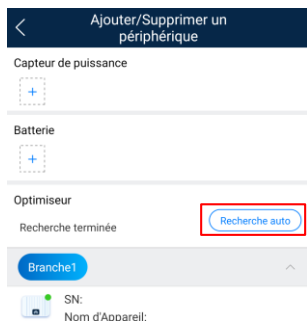 Ajouter/Supprimer un
périphérique
Capteur de puissance
+
Batterie
+
Optimiseur
Recherche terminée
Recherche auto
Branche1
SN:
Nom d'Appareil: